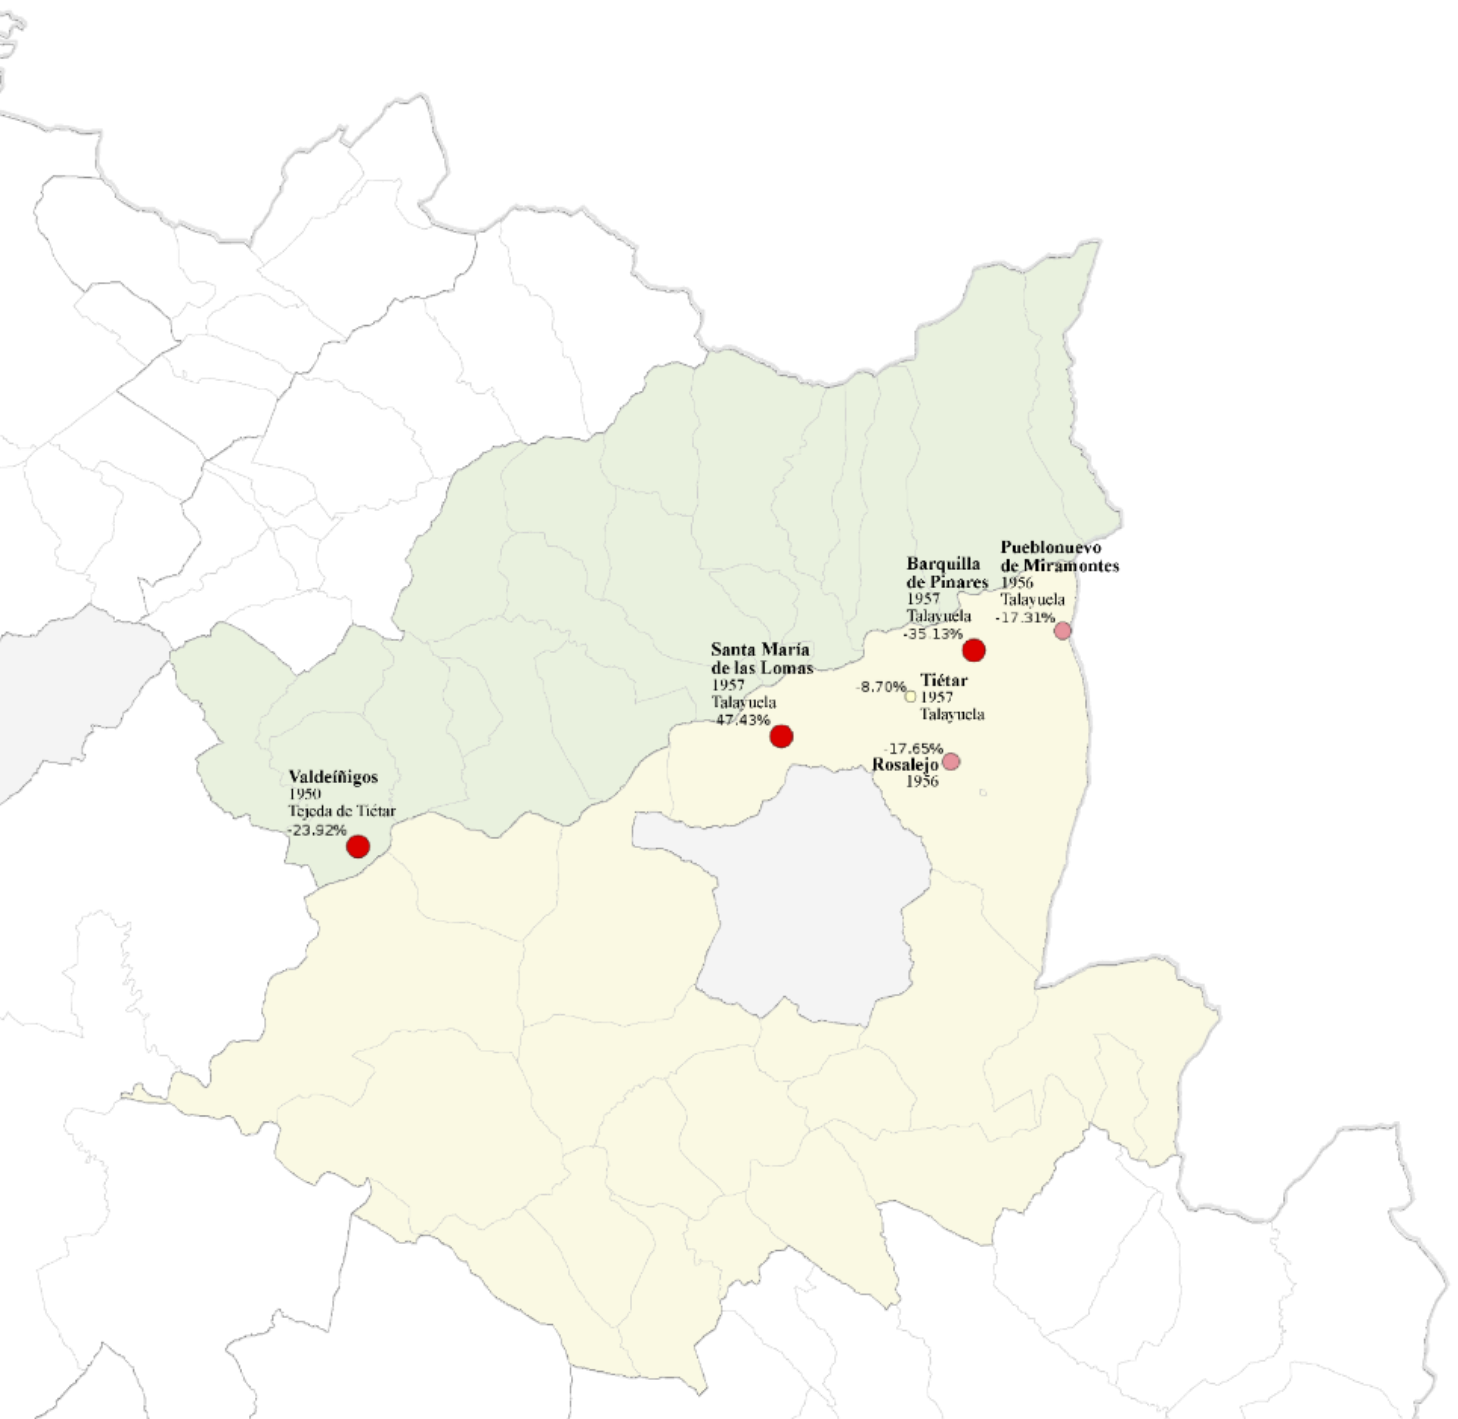 Pueblonuevo
de Miramontes
1956
Talayuela
-17.31%
Barquilla
de Pinares
1957
Talayuela
-35.13%
Santa María
de las Lomas
1957
Talayuela
47.43%
-8.70%
Tiétar
1957
Talayuela
-17.65%
Rosalejo
1956
Valdeíñigos
1950
Tejeda de Tiétar
-23.92%